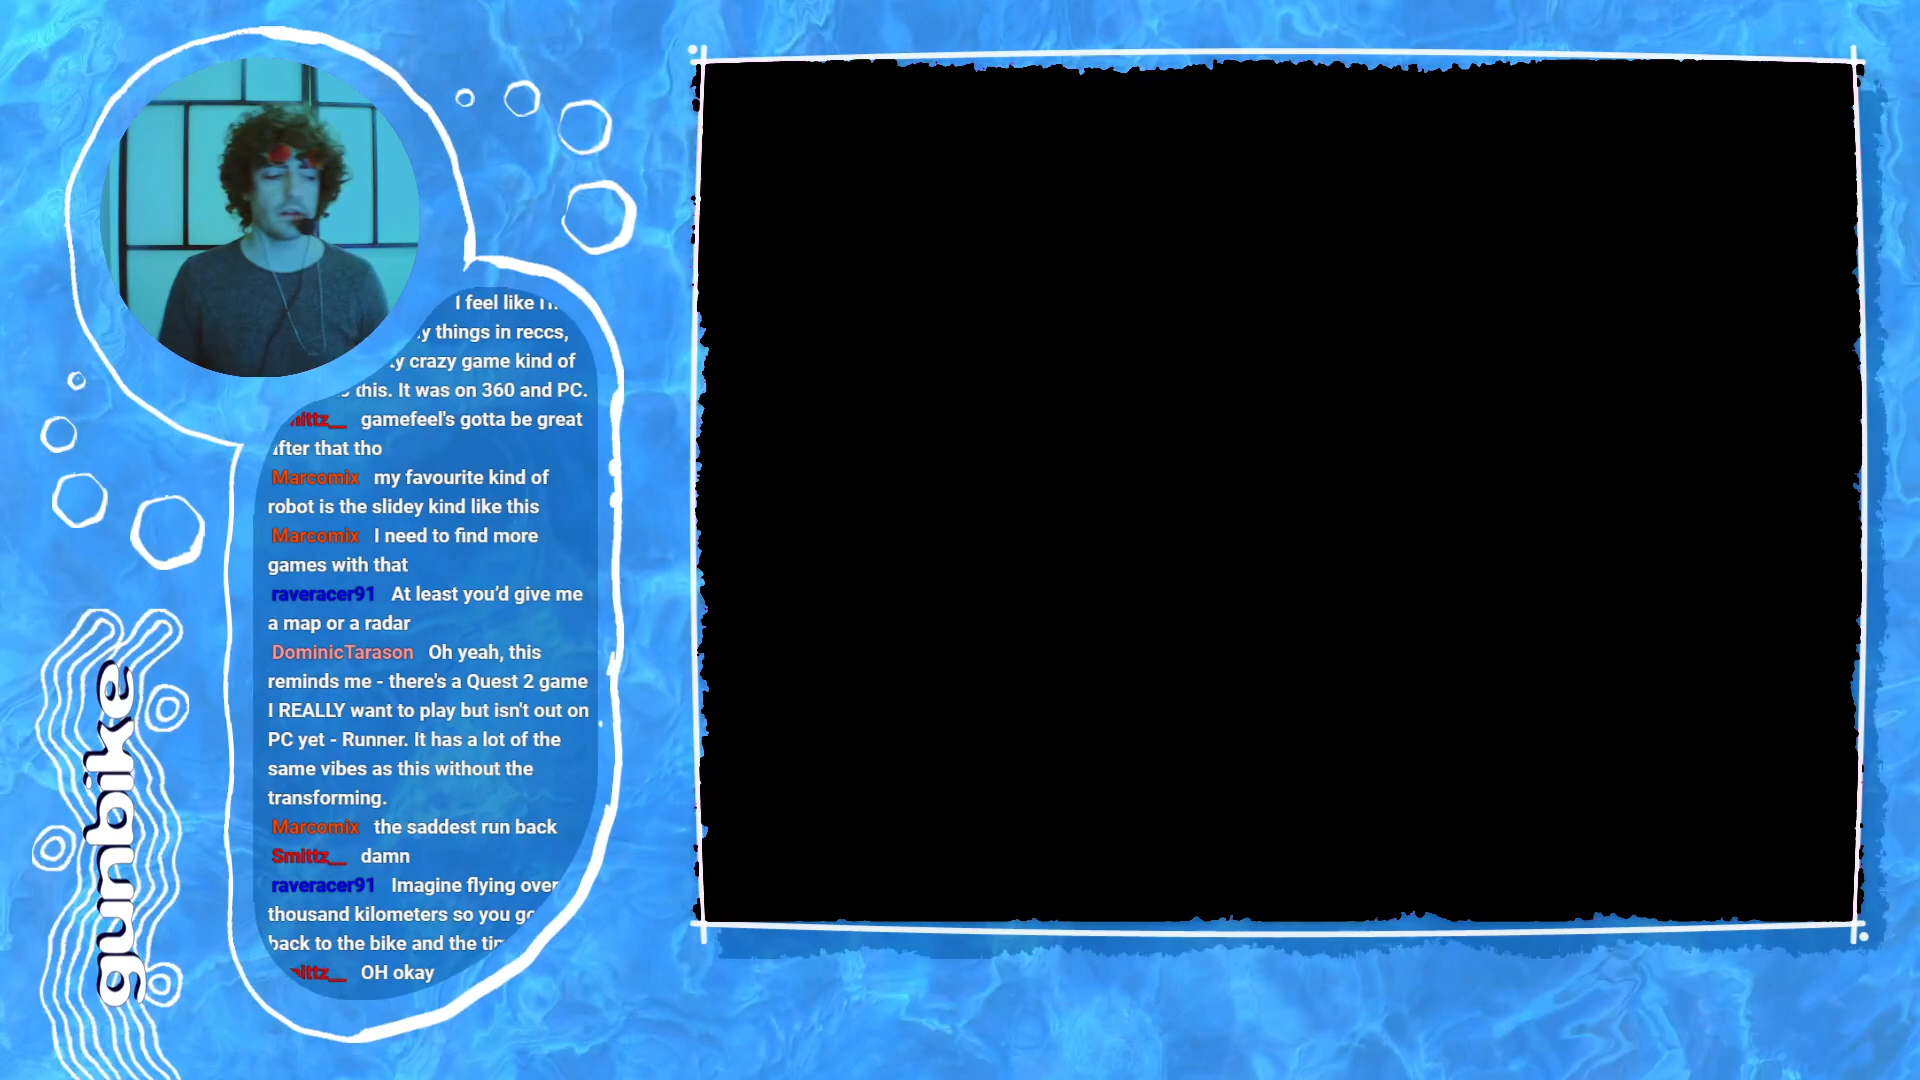 I feel like
things in reccs,
crazy game kind of
this. It was on 360 and PC.
gamefeel's gotta be great
after that tho
Marcomix my favourite kind of
robot is the slidey kind like this
Marcomix I need to find more
games with that
raveracer91 At least you'd give me
a map or a radar
DominicTarason Oh yeah, this
reminds me - there's a Quest 2 game
I REALLY want to play but isn't out on
PC yet - Runner. It has a lot of the
same vibes as this without the
transforming.
Marcomix the saddest run back
Smittz__ damn
raveracer91 Imagine flying over
thousand kilometers so you
back to the bike and the
OH okay
gunbike